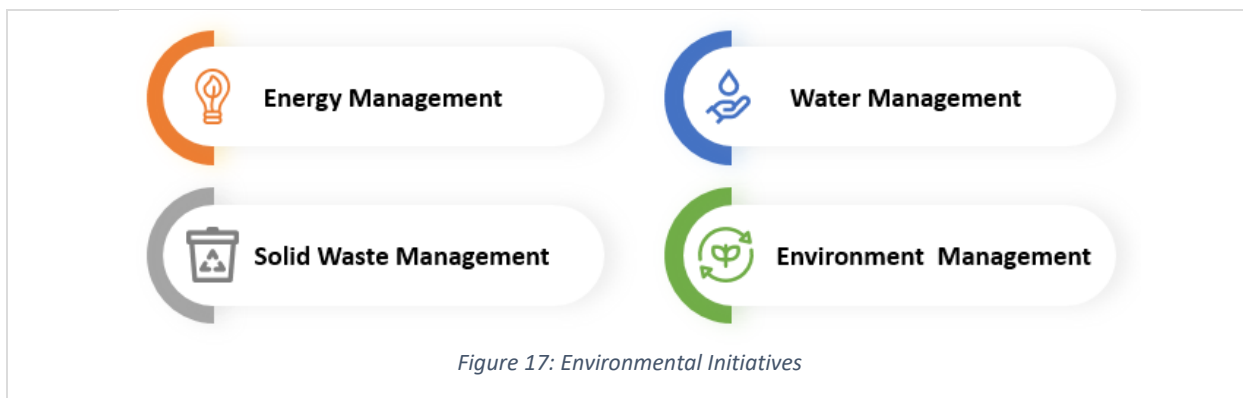 Energy Management
Water Management
Solid Waste Management
Environment  Management
Figure 17: Environmental Initiatives